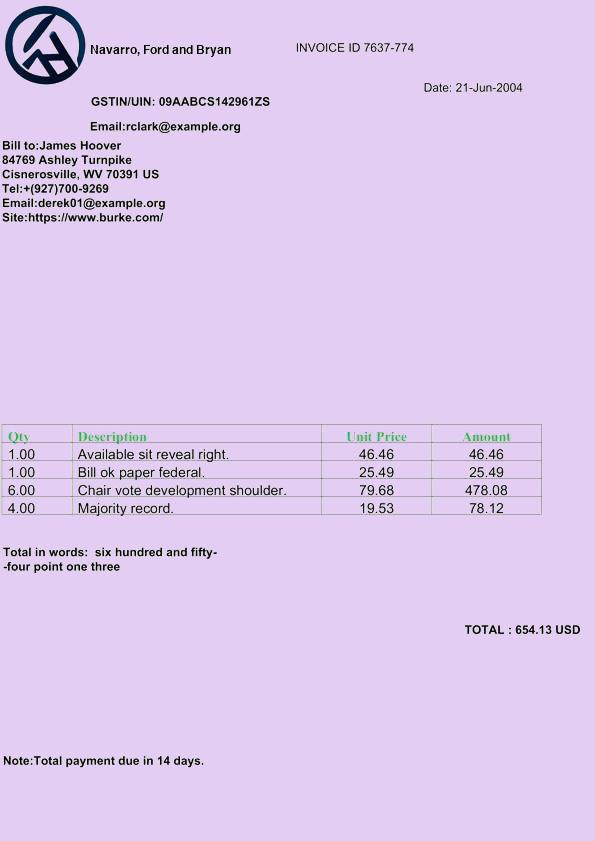 Navarro, Ford and Bryan
INVOICE ID 7637-774
Date: 21-Jun-2004
GSTIN/UIN: 09AABCS142961ZS
Email:rclark@example.org
Bill to:James Hoover
84769 Ashley Turnpike
Cisnerosville, WV 70391 US
Tel:+(927)700-9269
Email:derek01@example.org
Site:https://www.burke.com/
Qty Description Unit Price Amount
1.00 Available sit reveal right. 46.46 46.46
1.00 Bill ok paper federal. 25.49 25.49
6.00 Chair vote development shoulder. 79.68 478.08
4.00 Majority record. 19.53 78.12
Total in words: six hundred and fifty-
-four point one three
TOTAL : 654.13 USD
Note:Total payment due in 14 days.